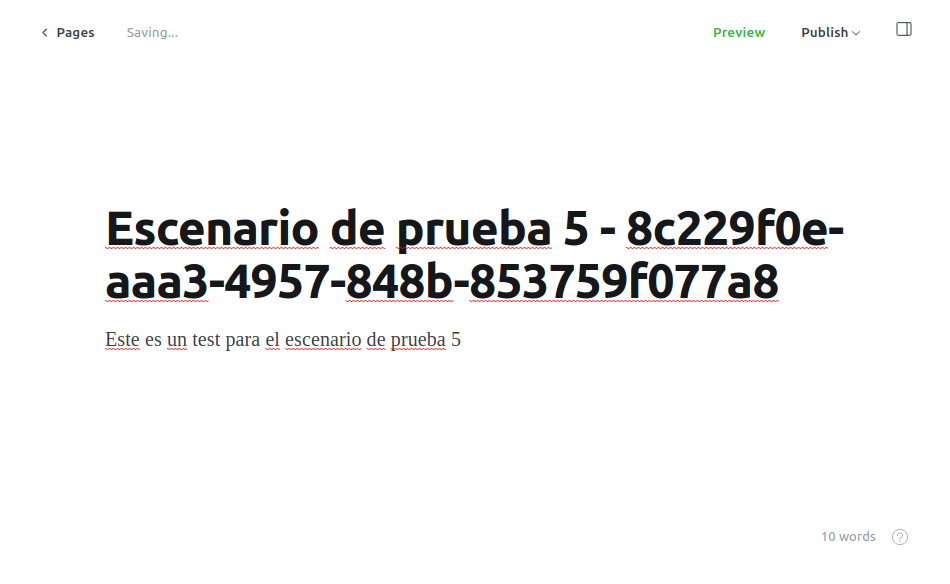 Pages Saving... Preview Publish
Escenario de prueba 5 - 8c229f0e-
aaa3-4957-848b-853759f077a8
Este es un test para el escenario de prueba 5
10 words ?